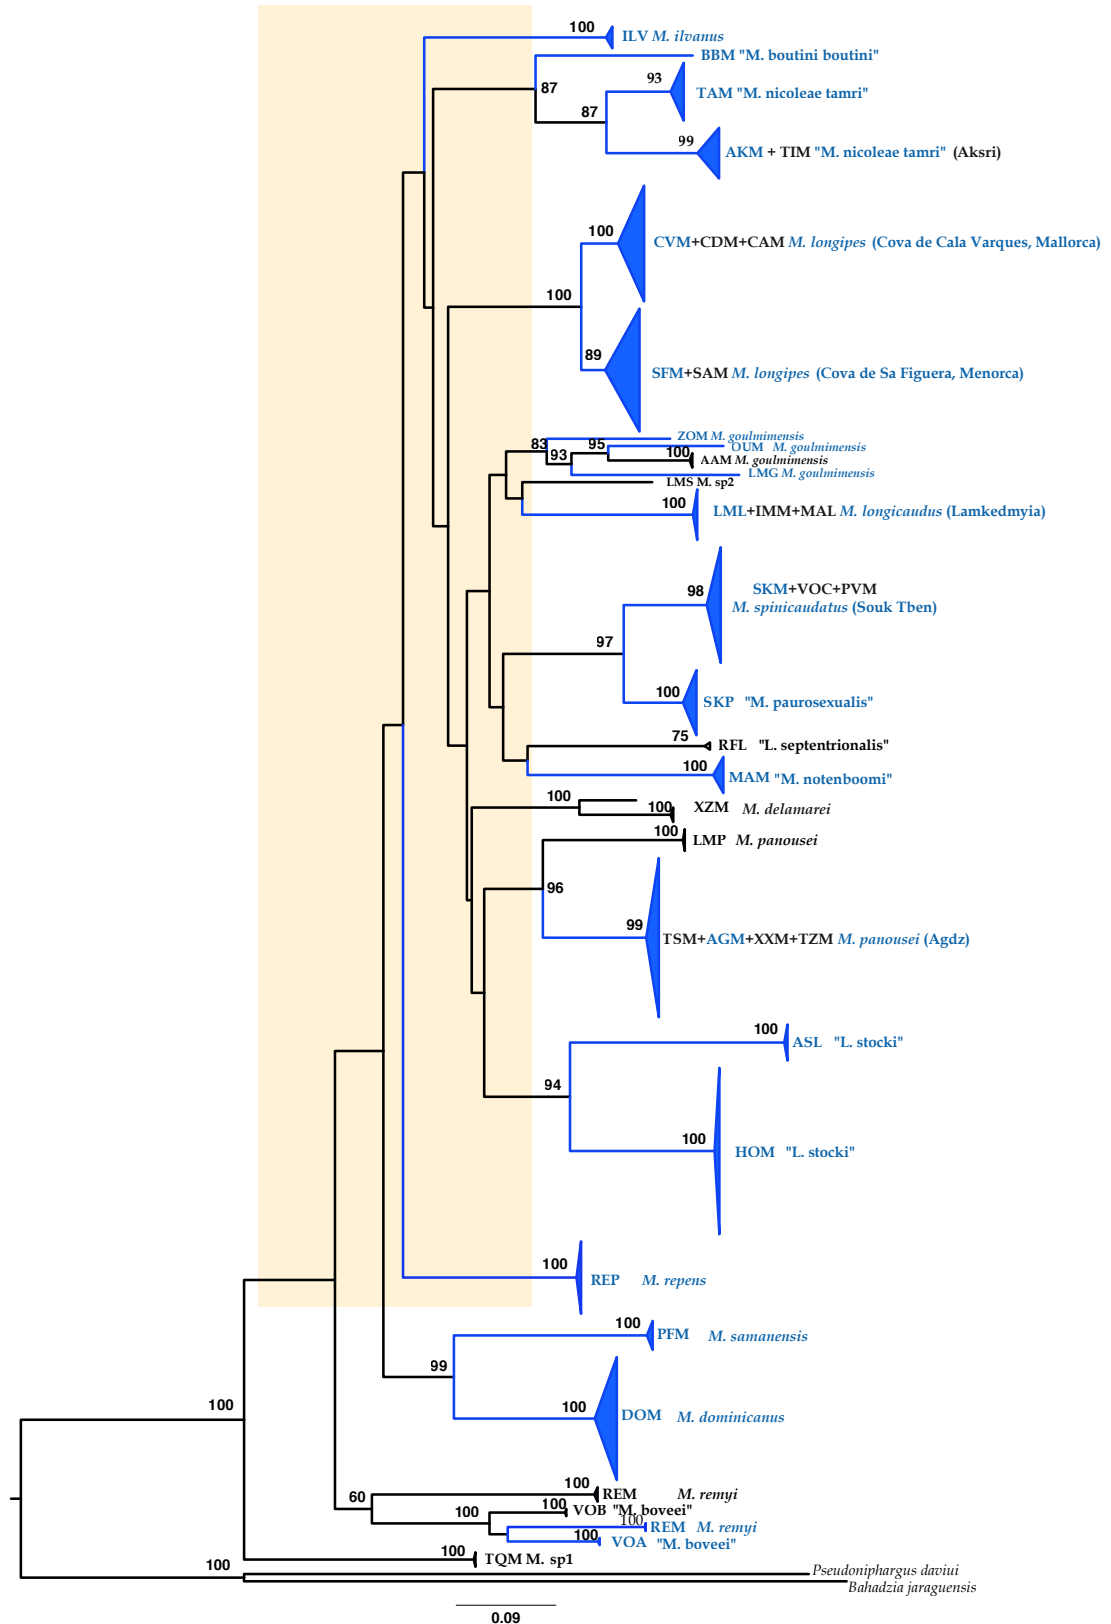 100
ILV M. ilvanus
BBM "M. boutini boutini"
93
87
TAM "M. nicoleae tamri"
87
99
AKM + TIM "M. nicoleae tamri" (Aksri)
100
CVM+CDM+CAM M. longipes (Cova de Cala Varques, Mallorca)
100
89
SFM+SAM M. longipes (Cova de Sa Figuera, Menorca)
ZOM M. goulmimensis
83
95
OUM M. goulmimensis
93
100
AAM M. goulmimensis
LMG M. goulmimensis
LMS M. sp2
100
LML+IMM+MAL M. longicaudus (Lamkedmyia)
98
SKM+VOC+PVM
M. spinicaudatus (Souk Tben)
97
100
SKP "M. paurosexualis"
75
RFL "L. septentrionalis"
100
MAM "M. notenboomi"
100
100
XZM M. delamarei
100
LMP M. panousei
96
99
TSM+AGM+XXM+TZM M. panousei (Agdz)
100
ASL "L. stocki"
94
100
HOM "L. stocki"
100
REP M. repens
100
PFM M. samanensis
99
100
DOM M. dominicanus
100
100
REM M. remyi
60
100
VOB "M. boveei"
100
100
REM M. remyi
100
VOA "M. boveei"
100
TQM M. sp1
100
Pseudoniphargus daviui
Bahadzia jaraguensis
0.09